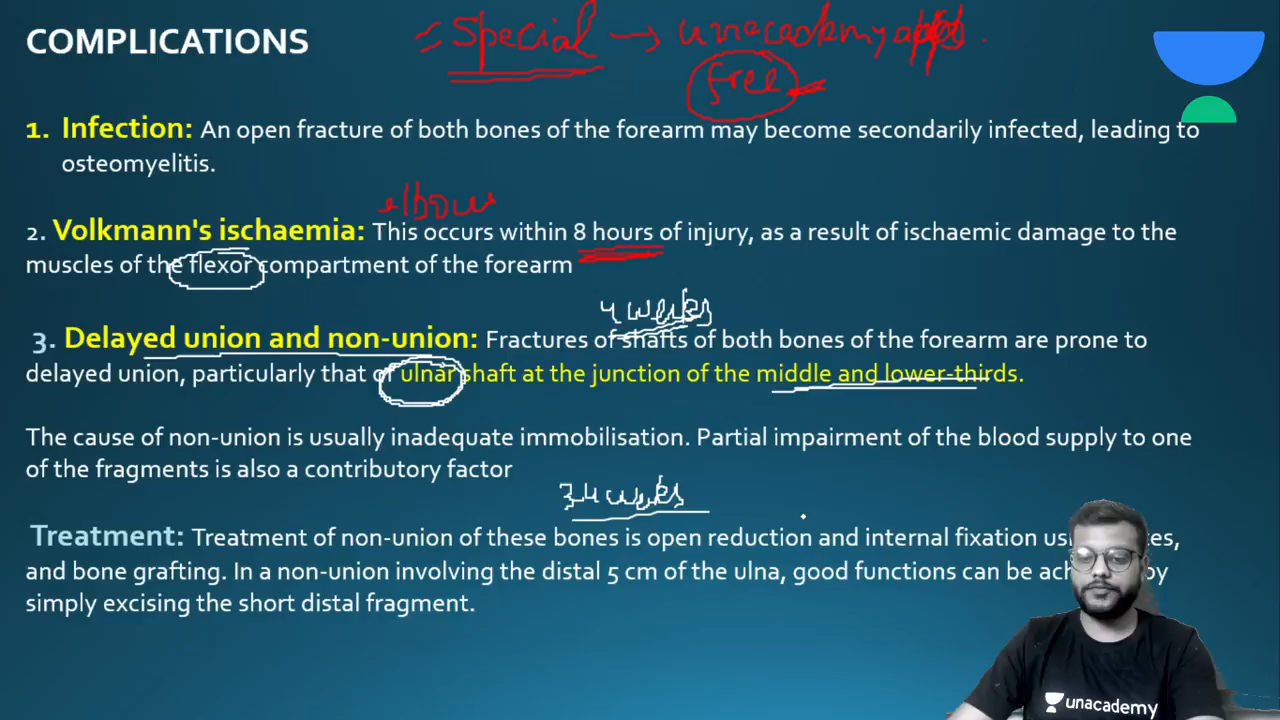 COMPLICATIONS
= Special → unacademy
free
1. Infection: An open fracture of both bones of the forearm may become secondarily infected, leading to
osteomyelitis.
elbow
2. Volkmann's ischaemia: This occurs within 8 hours of injury, as a result of ischaemic damage to the
muscles of the flexor compartment of the forearm
4 weeks
3. Delayed union and non-union: Fractures of shafts of both bones of the forearm are prone to
delayed union, particularly that of ulnar shaft at the junction of the middle and lower-thirds.
The cause of non-union is usually inadequate immobilisation. Partial impairment of the blood supply to one
of the fragments is also a contributory factor
3-4 weeks
Treatment: Treatment of non-union of these bones is open reduction and internal fixation
and bone grafting. In a non-union involving the distal 5 cm of the ulna, good functions can be by
simply excising the short distal fragment.
unacademy